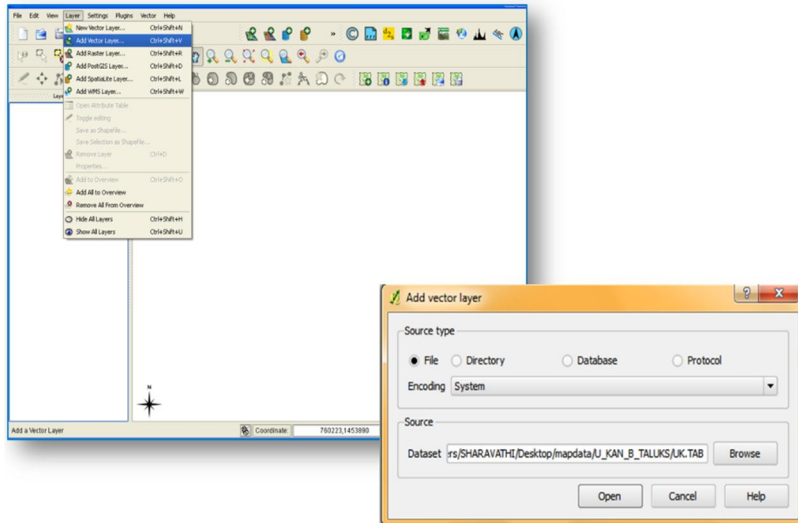 File Edit View Layer Settings Plugins Vector Help
New Vector Layer... Ctrl+Shift+N
Add Vector Layer... Ctrl+Shift+V
Add Raster Layer... Ctrl+Shift+R
Add PostGIS Layer... Ctrl+Shift+D
Add SpatiaLite Layer... Ctrl+Shift+L
Add WMS Layer... Ctrl+Shift+W
Open Attribute Table
Toggle editing
Save as Shapefile...
Save Selection as Shapefile...
Remove Layer Ctrl+D
Properties...
Add to Overview Ctrl+Shift+O
Add All to Overview
Remove All From Overview
Hide All Layers Ctrl+Shift+H
Show All Layers Ctrl+Shift+U
N
Add a Vector Layer Coordinate: 760223,1453890
Add vector layer
Source type
File Directory Database Protocol
Encoding System
Source
Dataset ers/SHARAVATHI/Desktop/mapdata/U_KAN_B_TALUKS/UK.TAB Browse
Open Cancel Help